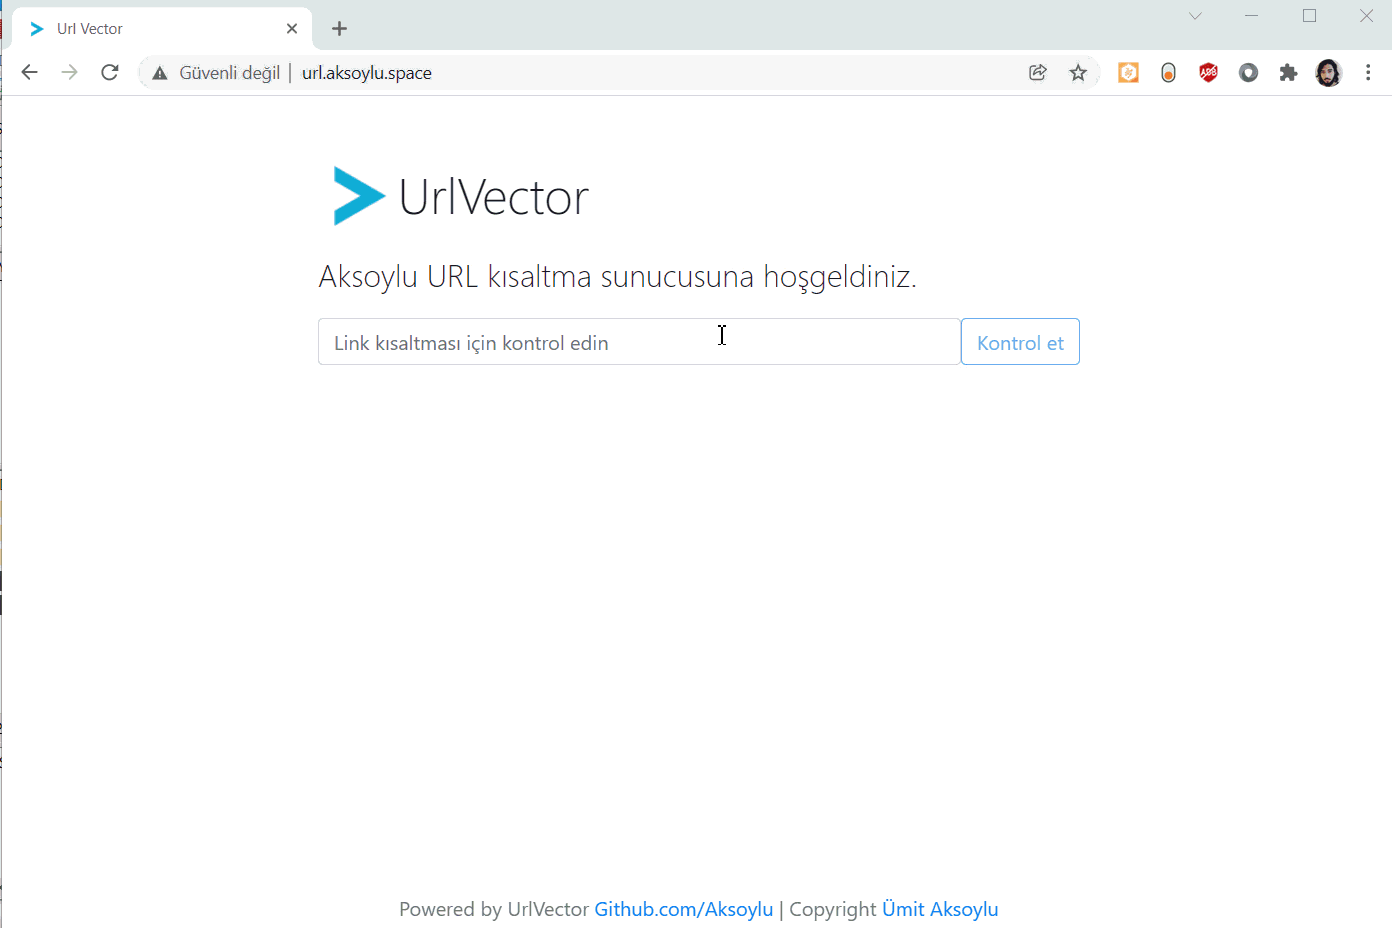 Url Vector
Güvenli değil | url.aksoylu.space
ABP
UrlVector
Aksoylu URL kısaltma sunucusuna hoşgeldiniz.
Link kısaltması için kontrol edin
Kontrol et
Powered by UrlVector Github.com/Aksoylu | Copyright Ümit Aksoylu